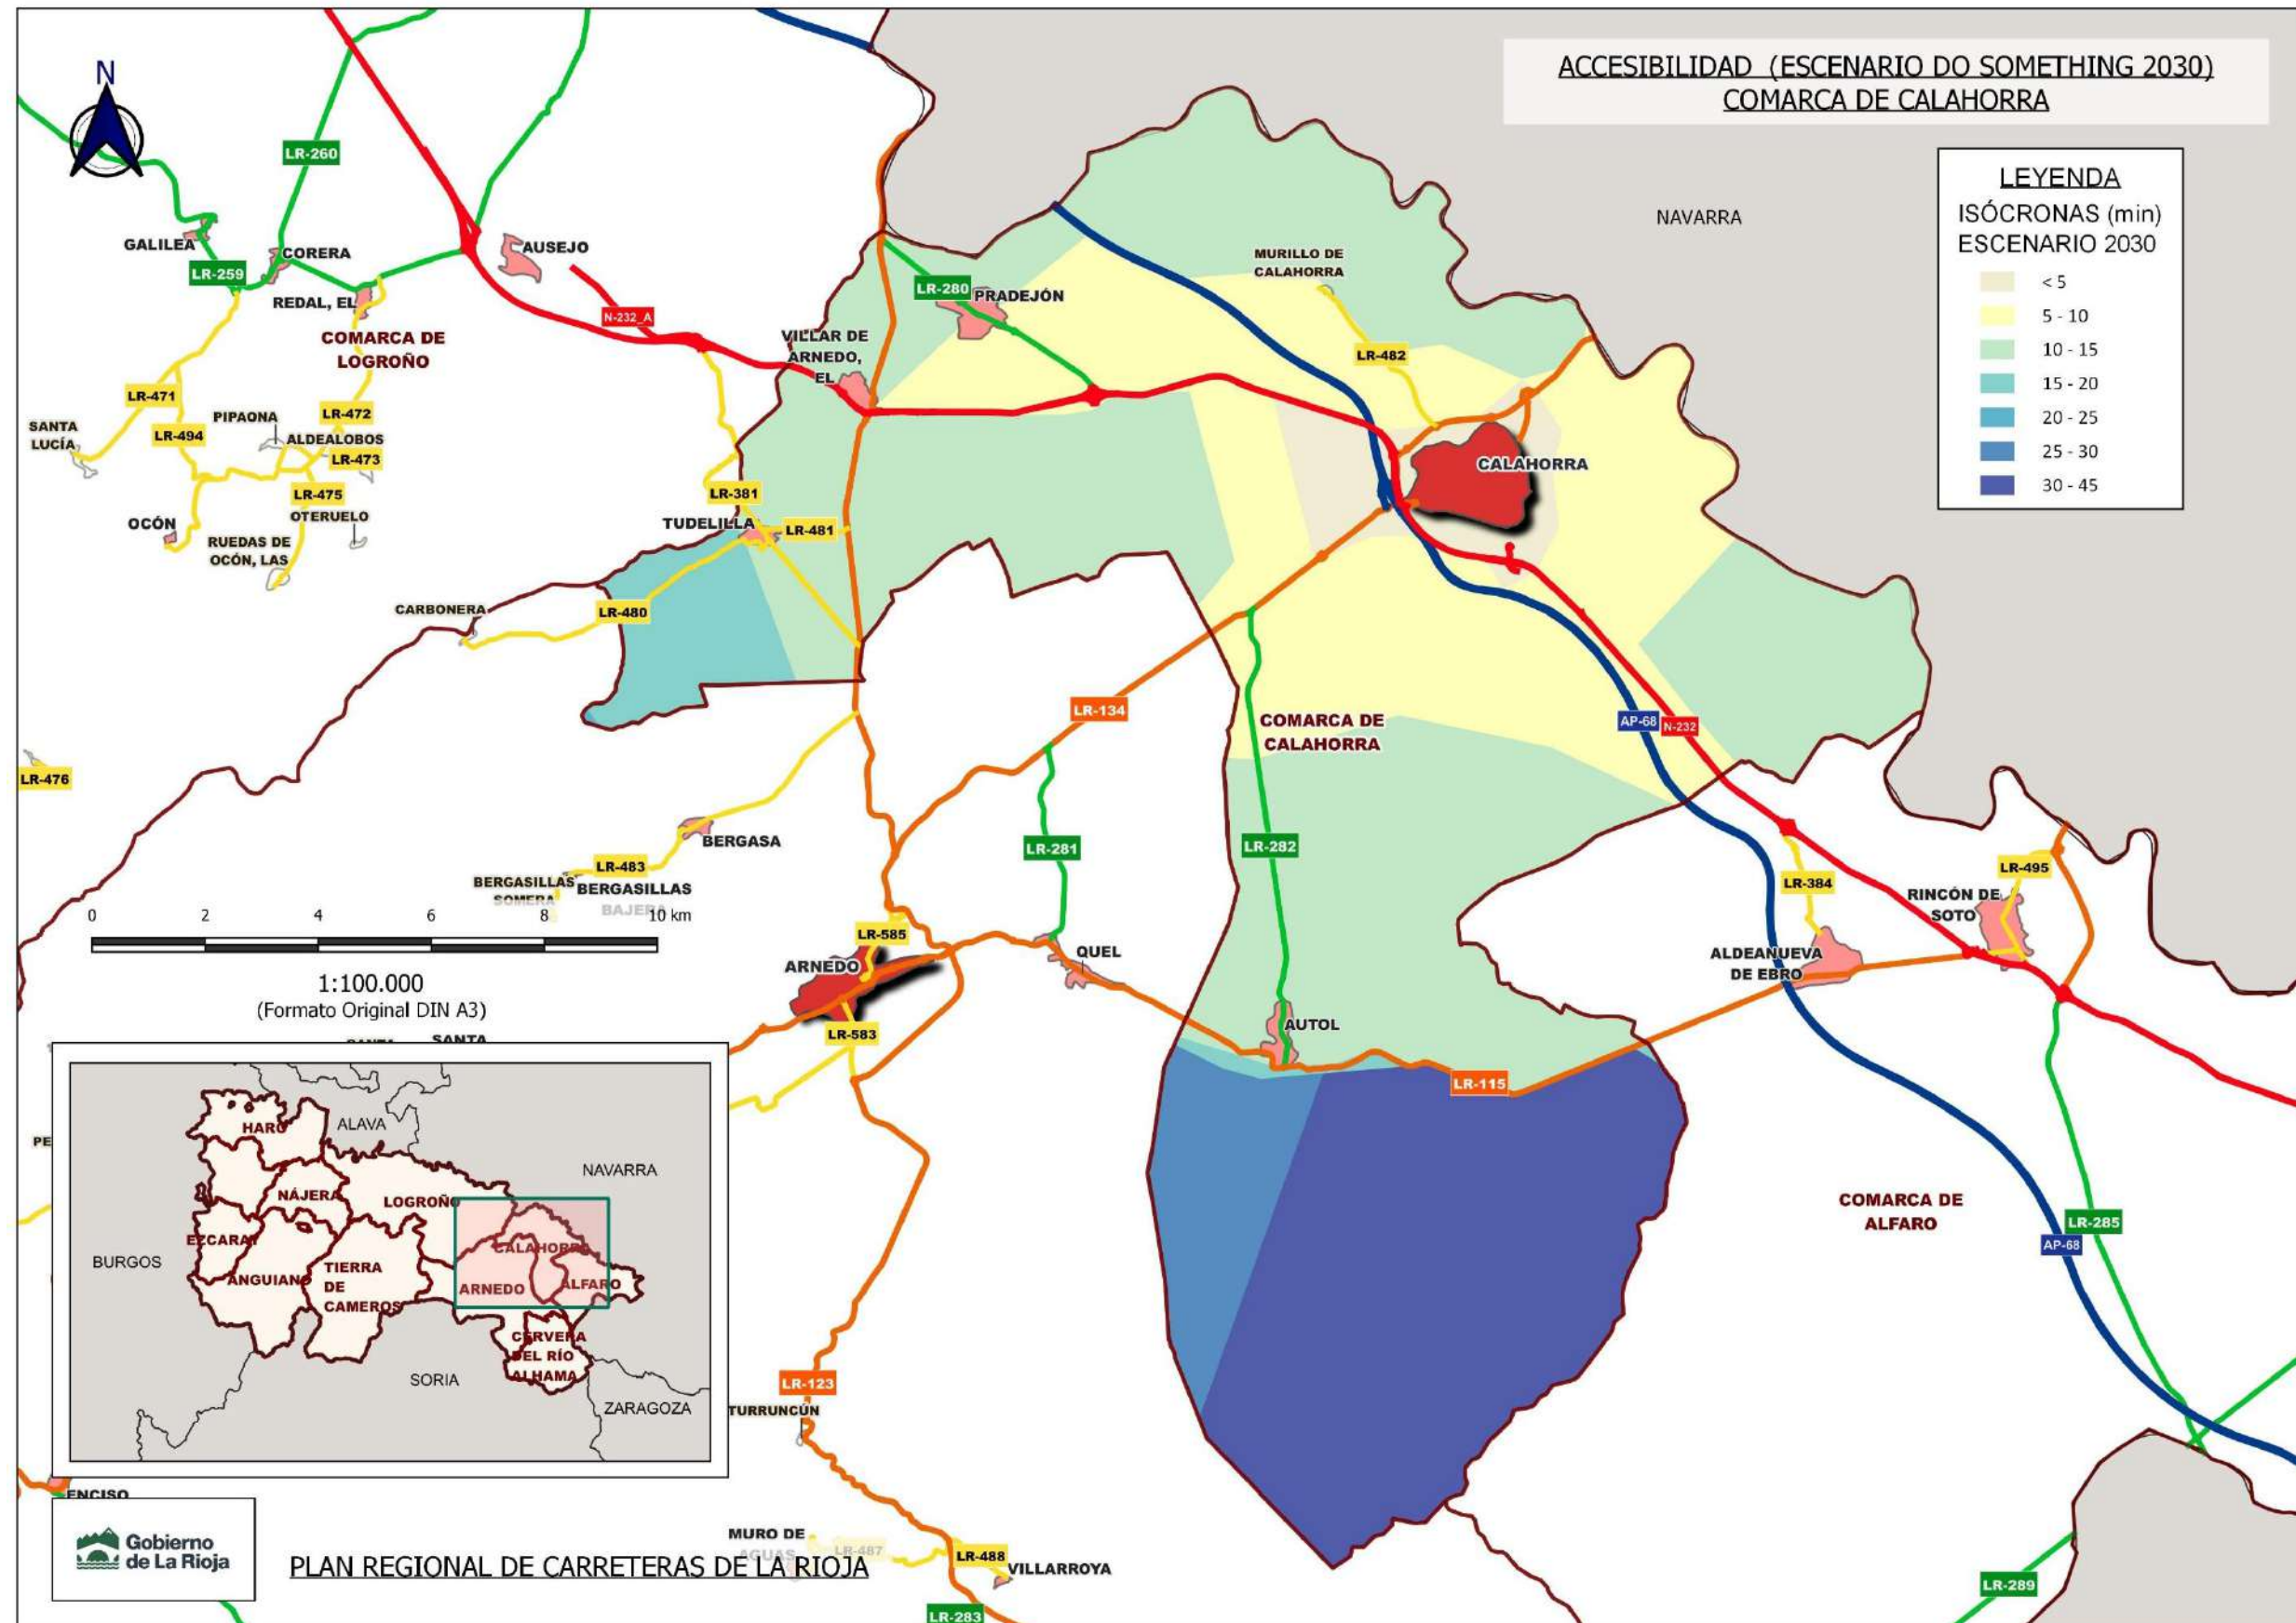 ACCESIBILIDAD (ESCENARIO DO SOMETHING 2030)
COMARCA DE CALAHORRA
LEYENDA
ISÓCRONAS (min)
ESCENARIO 2030
< 5
5 - 10
10 - 15
15 - 20
20 - 25
25 - 30
30 - 45
N
NAVARRA
LR-260
GALILEA
CORERA
LR-259
REDAL, EL
AUSEJO
N-232_A
COMARCA DE
LOGROÑO
VILLAR DE
ARNEDO,
EL
LR-280
PRADEJÓN
MURILLO DE
CALAHORRA
LR-482
CALAHORRA
LR-471
SANTA
LUCÍA
LR-494
PIPAONA
LR-472
ALDEALOBOS
LR-473
LR-475
OTERUELO
OCÓN
RUEDAS DE
OCÓN, LAS
LR-381
TUDELILLA
LR-481
CARBONERA
LR-480
LR-134
COMARCA DE
CALAHORRA
AP-68
N-232
LR-476
BERGASA
LR-483
BERGASILLAS
SOMERA
BERGASILLAS
BAJERA
LR-281
LR-282
LR-384
LR-495
RINCÓN DE
SOTO
ALDEANUEVA
DE EBRO
0 2 4 6 8 10 km
1:100.000
(Formato Original DIN A3)
LR-585
ARNEDO
QUEL
LR-583
AUTOL
LR-115
SANTA
SANTA
PE
COMARCA DE
ALFARO
LR-285
AP-68
HARO
ALAVA
NAVARRA
NÁJERA
LOGROÑO
EZCARAY
CALAHORRA
BURGOS
ANGUIANO
TIERRA
DE
CAMEROS
ARNEDO
ALFARO
CERVERA
DEL RÍO
ALHAMA
SORIA
ZARAGOZA
LR-123
TURRUNCÚN
ENCISO
Gobierno
de La Rioja
PLAN REGIONAL DE CARRETERAS DE LA RIOJA
MURO DE
AGUAS
LR-487
LR-488
VILLARROYA
LR-283
LR-289